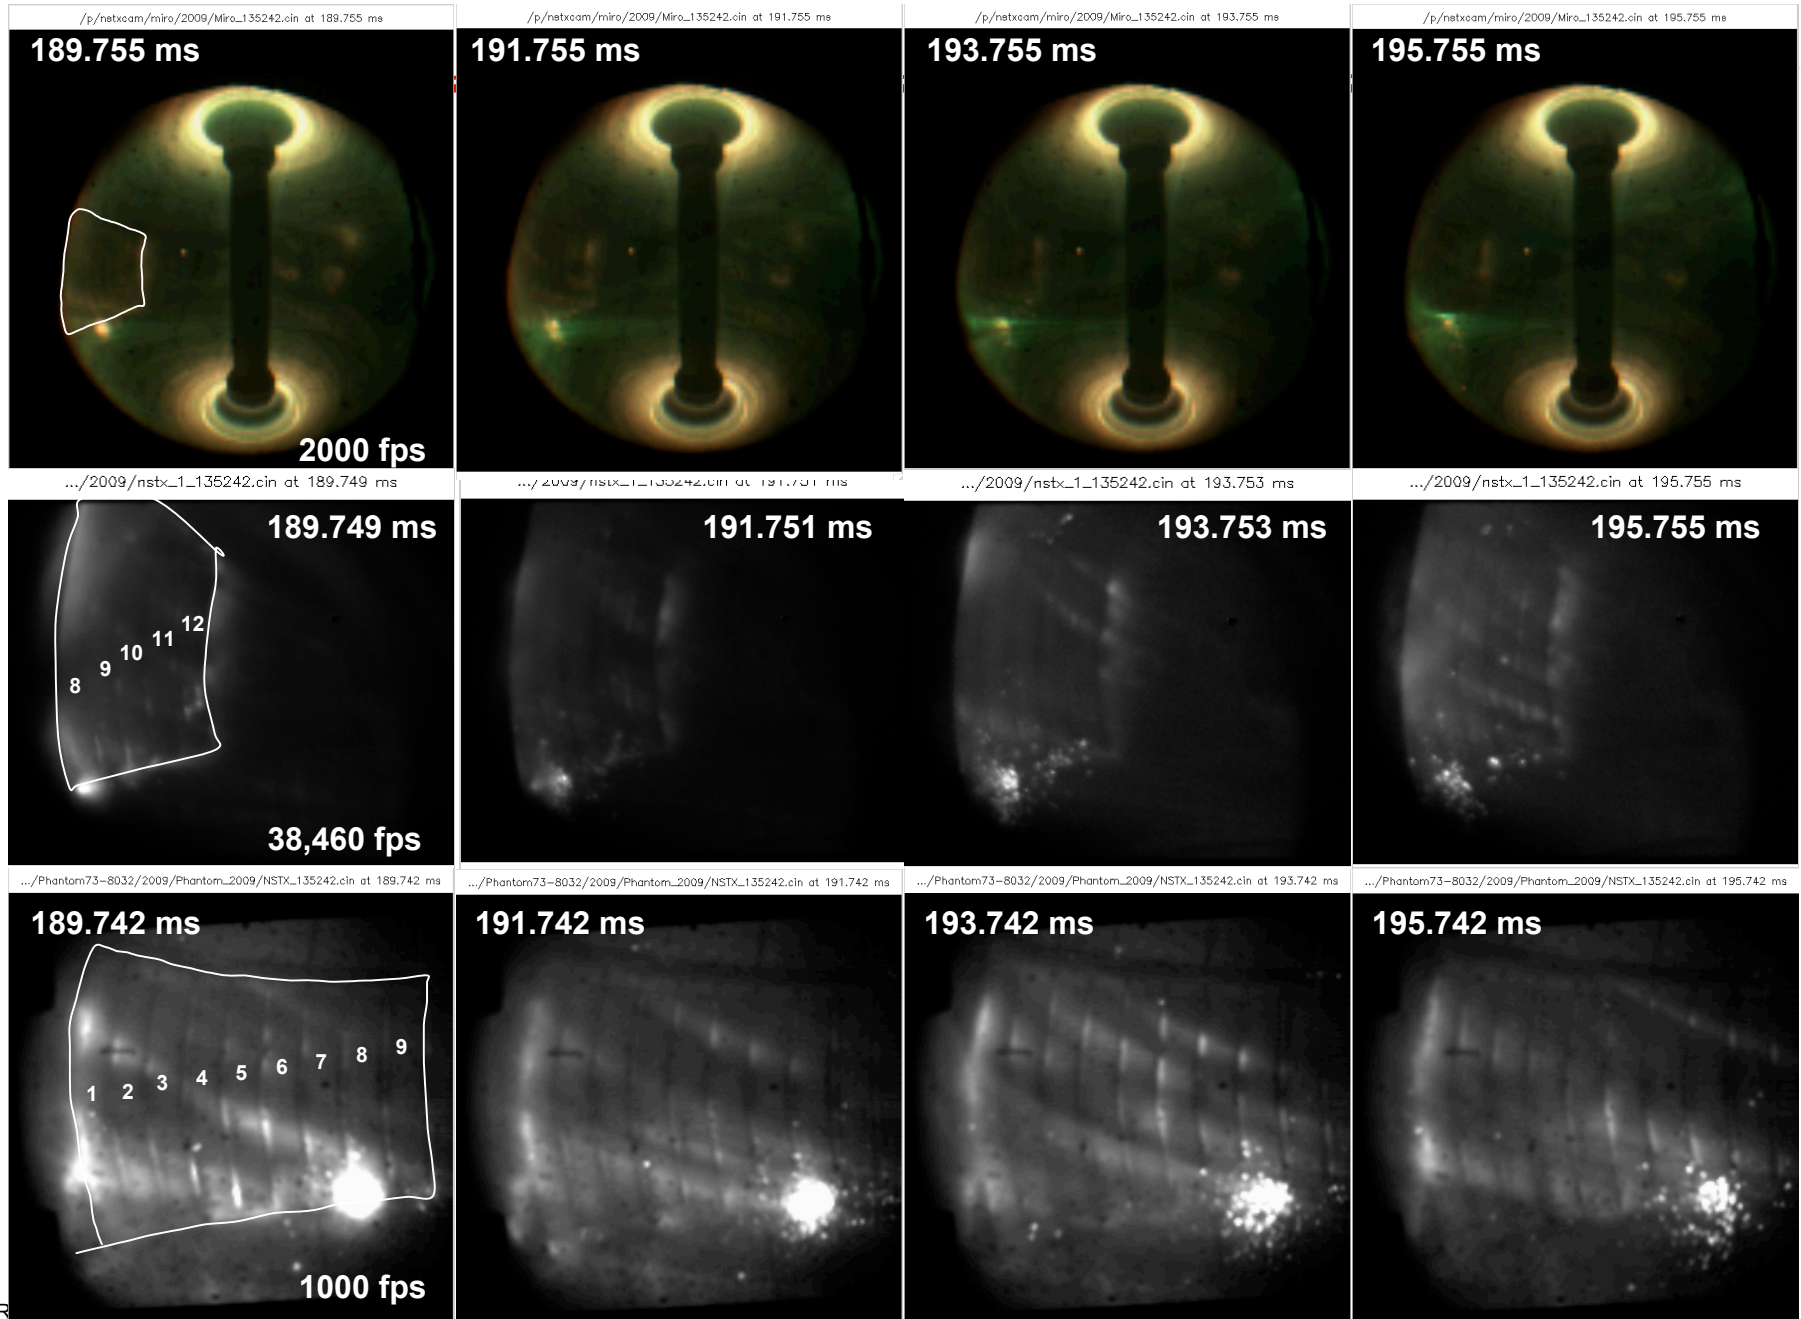 /p/nstxcam/miro/2009/Miro_135242.cin at 189.755 ms
/p/nstxcam/miro/2009/Miro_135242.cin at 191.755 ms
/p/nstxcam/miro/2009/Miro_135242.cin at 193.755 ms
/p/nstxcam/miro/2009/Miro_135242.cin at 195.755 ms
189.755 ms
191.755 ms
193.755 ms
195.755 ms
2000 fps
.../2009/nstx_1_135242.cin at 189.749 ms
.../2009/nstx_1_135242.cin at 191.751 ms
.../2009/nstx_1_135242.cin at 193.753 ms
.../2009/nstx_1_135242.cin at 195.755 ms
189.749 ms
191.751 ms
193.753 ms
195.755 ms
8 9 10 11 12
38,460 fps
.../Phantom73-8032/2009/Phantom_2009/NSTX_135242.cin at 189.742 ms
.../Phantom73-8032/2009/Phantom_2009/NSTX_135242.cin at 191.742 ms
.../Phantom73-8032/2009/Phantom_2009/NSTX_135242.cin at 193.742 ms
.../Phantom73-8032/2009/Phantom_2009/NSTX_135242.cin at 195.742 ms
189.742 ms
191.742 ms
193.742 ms
195.742 ms
1 2 3 4 5 6 7 8 9
1000 fps
R